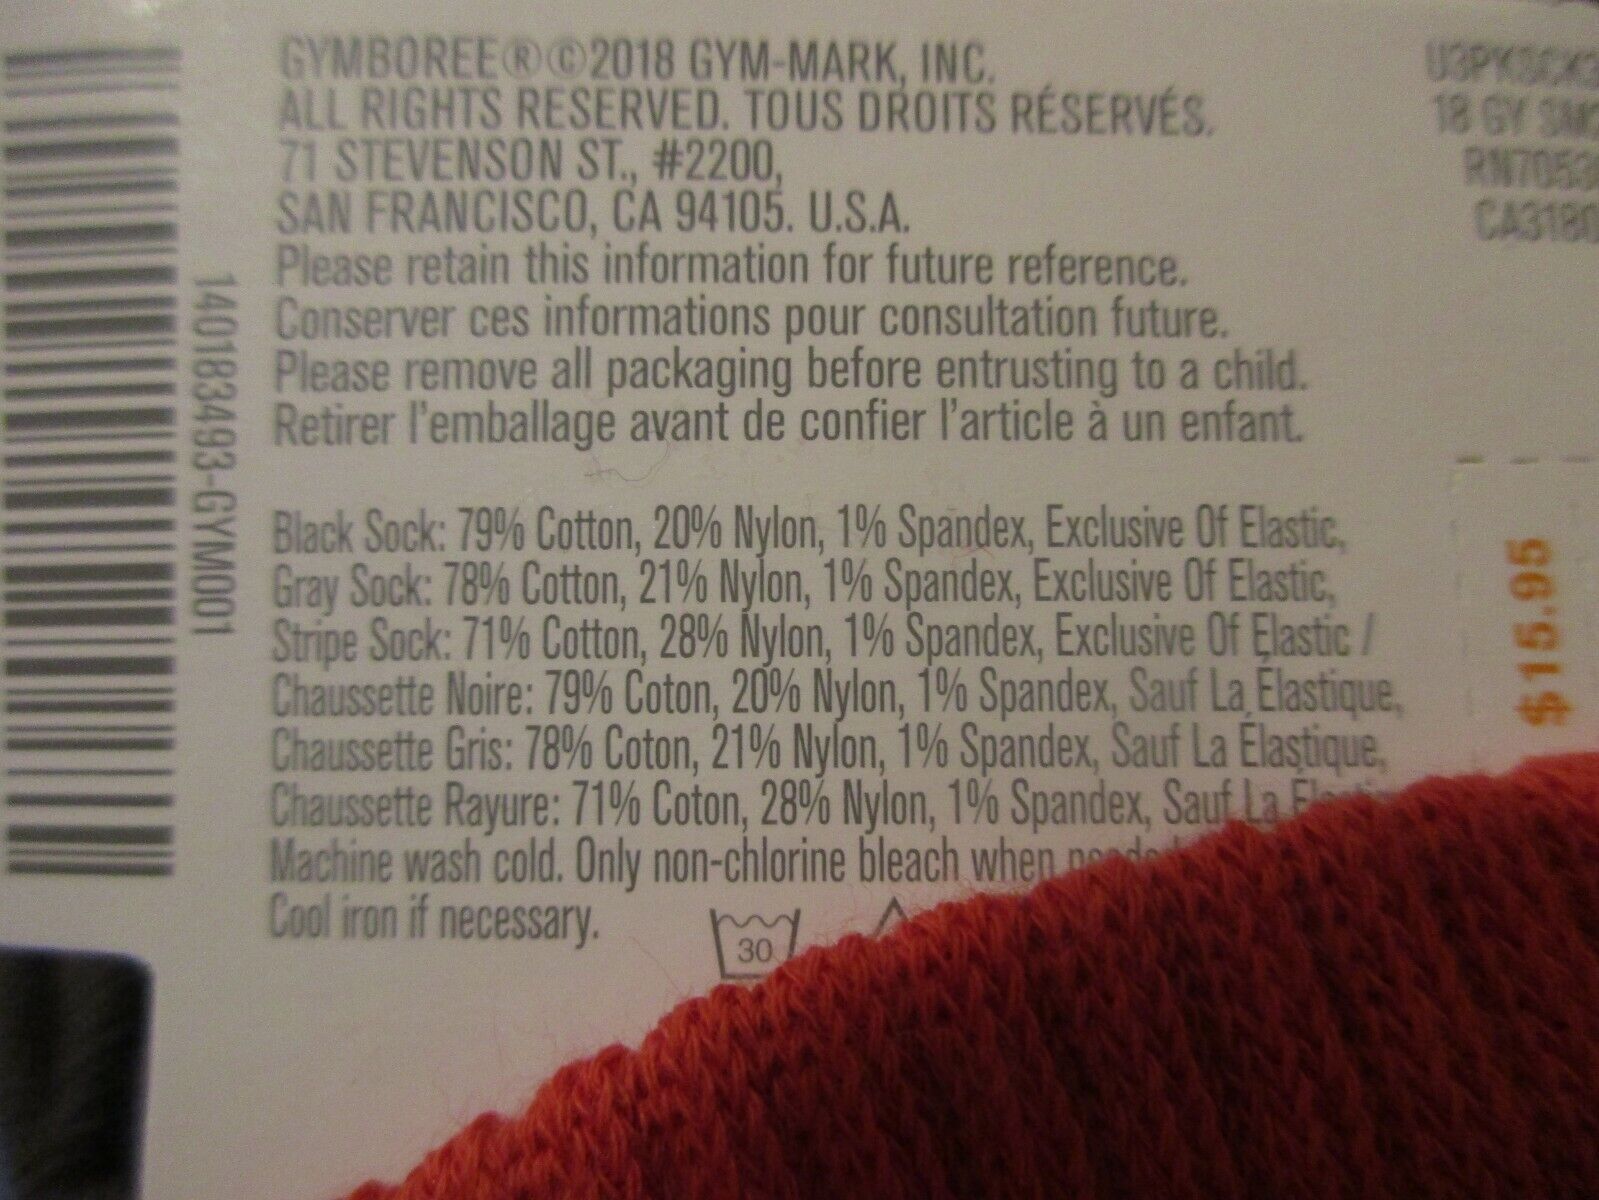 GYMBOREE®©2018 GYM-MARK, INC.
ALL RIGHTS RESERVED. TOUS DROITS RÉSERVÉS.
71 STEVENSON ST., #2200,
SAN FRANCISCO, CA 94105. U.S.A.
Please retain this information for future reference.
Conserver ces informations pour consultation future.
Please remove all packaging before entrusting to a child.
Retirer l'emballage avant de confier l'article à un enfant.
Black Sock: 79% Cotton, 20% Nylon, 1% Spandex, Exclusive Of Elastic,
Gray Sock: 78% Cotton, 21% Nylon, 1% Spandex, Exclusive Of Elastic,
Stripe Sock: 71% Cotton, 28% Nylon, 1% Spandex, Exclusive Of Elastic /
Chaussette Noire: 79% Coton, 20% Nylon, 1% Spandex, Sauf La Élastique,
Chaussette Gris: 78% Coton, 21% Nylon, 1% Spandex, Sauf La Élastique,
Chaussette Rayure: 71% Coton, 28% Nylon, 1% Spandex, Sauf La
Machine wash cold. Only non-chlorine bleach when
Cool iron if necessary.
30
140183493-GYM001
18 GY
$15.95